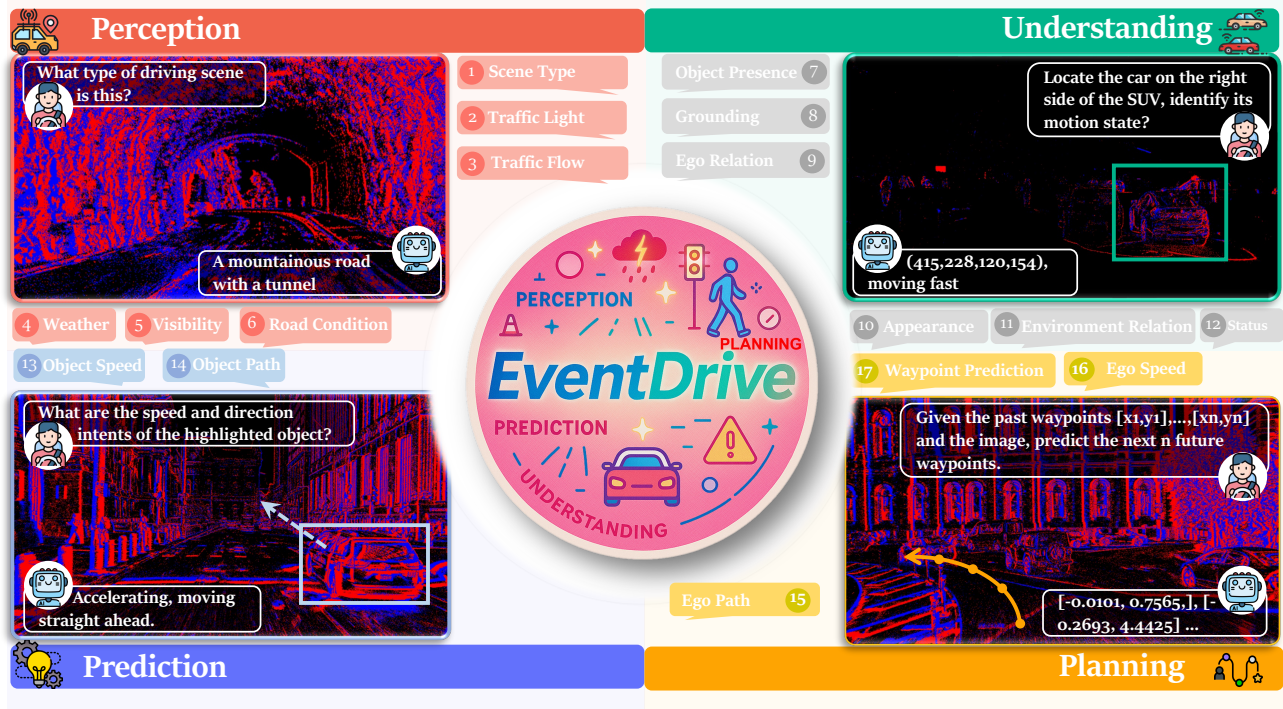 Perception
Understanding
What type of driving scene
is this?
A mountainous road
with a tunnel
1 Scene Type
2 Traffic Light
3 Traffic Flow
Object Presence 7
Grounding 8
Ego Relation 9
Locate the car on the right
side of the SUV, identify its
motion state?
(415,228,120,154),
moving fast
4 Weather
5 Visibility
6 Road Condition
13 Object Speed
14 Object Path
10 Appearance
11 Environment Relation
12 Status
17 Waypoint Prediction
16 Ego Speed
PERCEPTION
PLANNING
EventDrive
PREDICTION
UNDERSTANDING
What are the speed and direction
intents of the highlighted object?
Accelerating, moving
straight ahead.
Given the past waypoints [x1,y1],...,[xn,yn]
and the image, predict the next n future
waypoints.
[-0.0101, 0.7565,], [-
0.2693, 4.4425] ...
Ego Path 15
Prediction
Planning